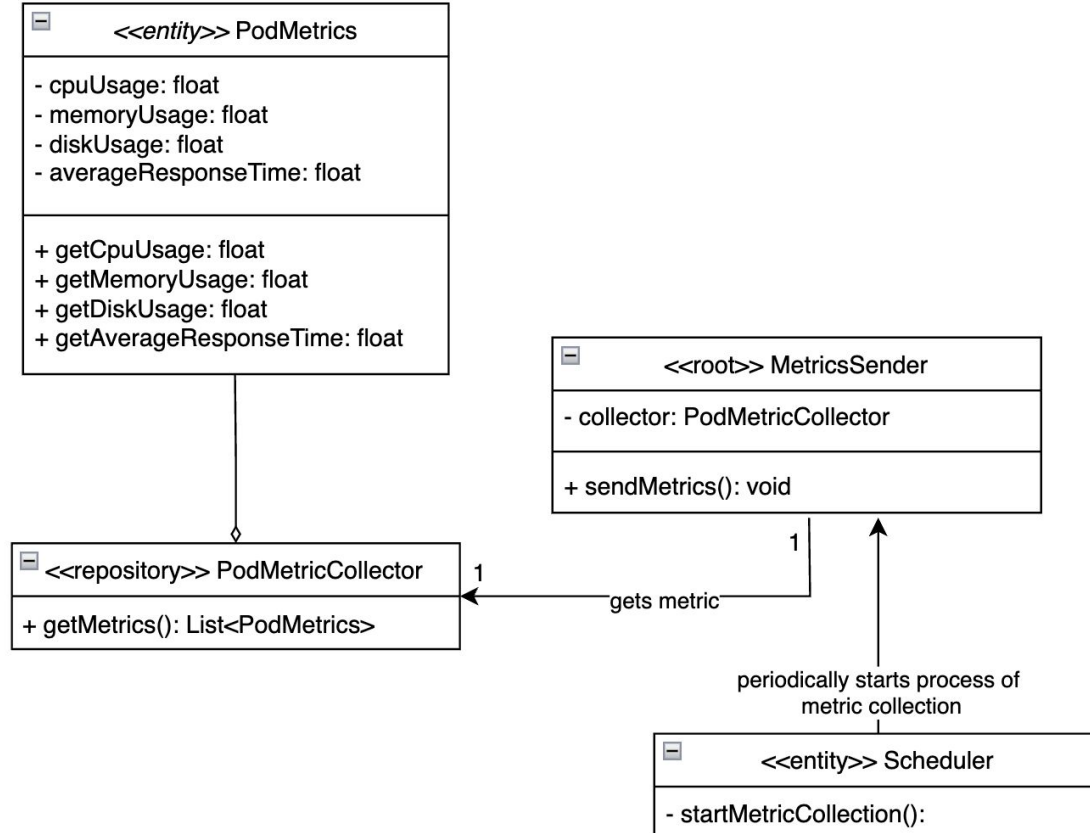 <<entity>> PodMetrics
- cpuUsage: float
- memoryUsage: float
- diskUsage: float
- averageResponseTime: float
+ getCpuUsage: float
+ getMemoryUsage: float
+ getDiskUsage: float
+ getAverageResponseTime: float
<<root>> MetricsSender
- collector: PodMetricCollector
+ sendMetrics(): void
1
<<repository>> PodMetricCollector
+ getMetrics(): List<PodMetrics>
1
gets metric
periodically starts process of
metric collection
<<entity>> Scheduler
- startMetricCollection():